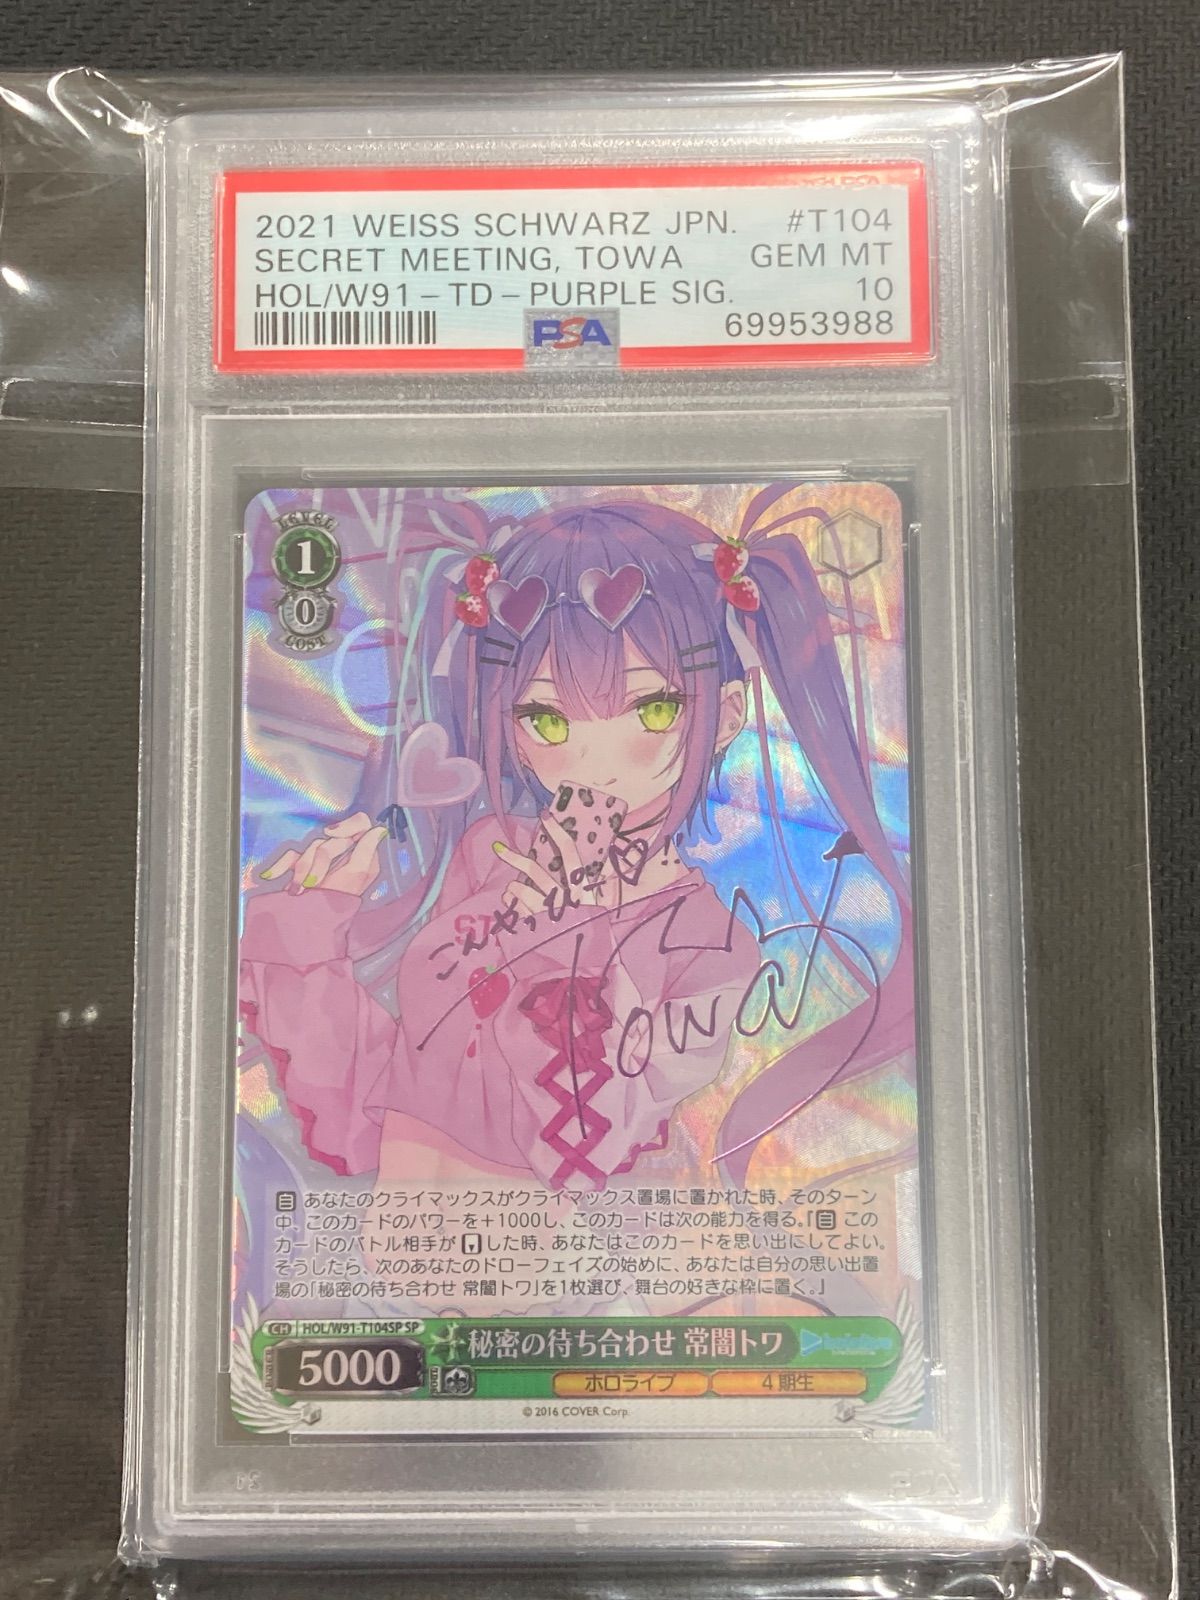 2021 WEISS SCHWARZ JPN. #T104
SECRET MEETING, TOWA GEM MT
HOL/W91-TD-PURPLE SIG. 10
PSA 69953988
LEVEL
1
0
COST
こんやっぴ
!!
Towa
自 あなたのクライマックスがクライマックス置場に置かれた時、そのターン
中、このカードのパワーを+1000し、このカードは次の能力を得る。「自 この
カードのバトル相手が した時、あなたはこのカードを思い出にしてよい。
そうしたら、次のあなたのドローフェイズの始めに、あなたは自分の思い出置
場の「秘密の待ち合わせ 常闇トワ」を1枚選び、舞台の好きな枠に置く。」
CH HOL/W91-T104SP SP
秘密の待ち合わせ 常闇トワ hololive
5000
SOUL
ホロライブ 4期生
© 2016 COVER Corp.